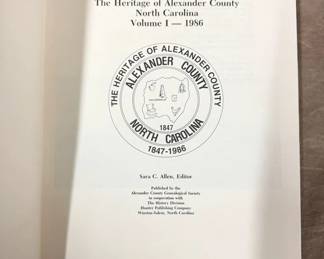 The Heritage of Alexander County
North Carolina
Volume I — 1986
THE HERITAGE OF ALEXANDER COUNTY
ALEXANDER COUNTY
1847
NORTH CAROLINA
1847-1986
Sara C. Allen, Editor
Published by the
Alexander County Genealogical Society
in cooperation with
The History Division
Hunter Publishing Company
Winston-Salem, North Carolina